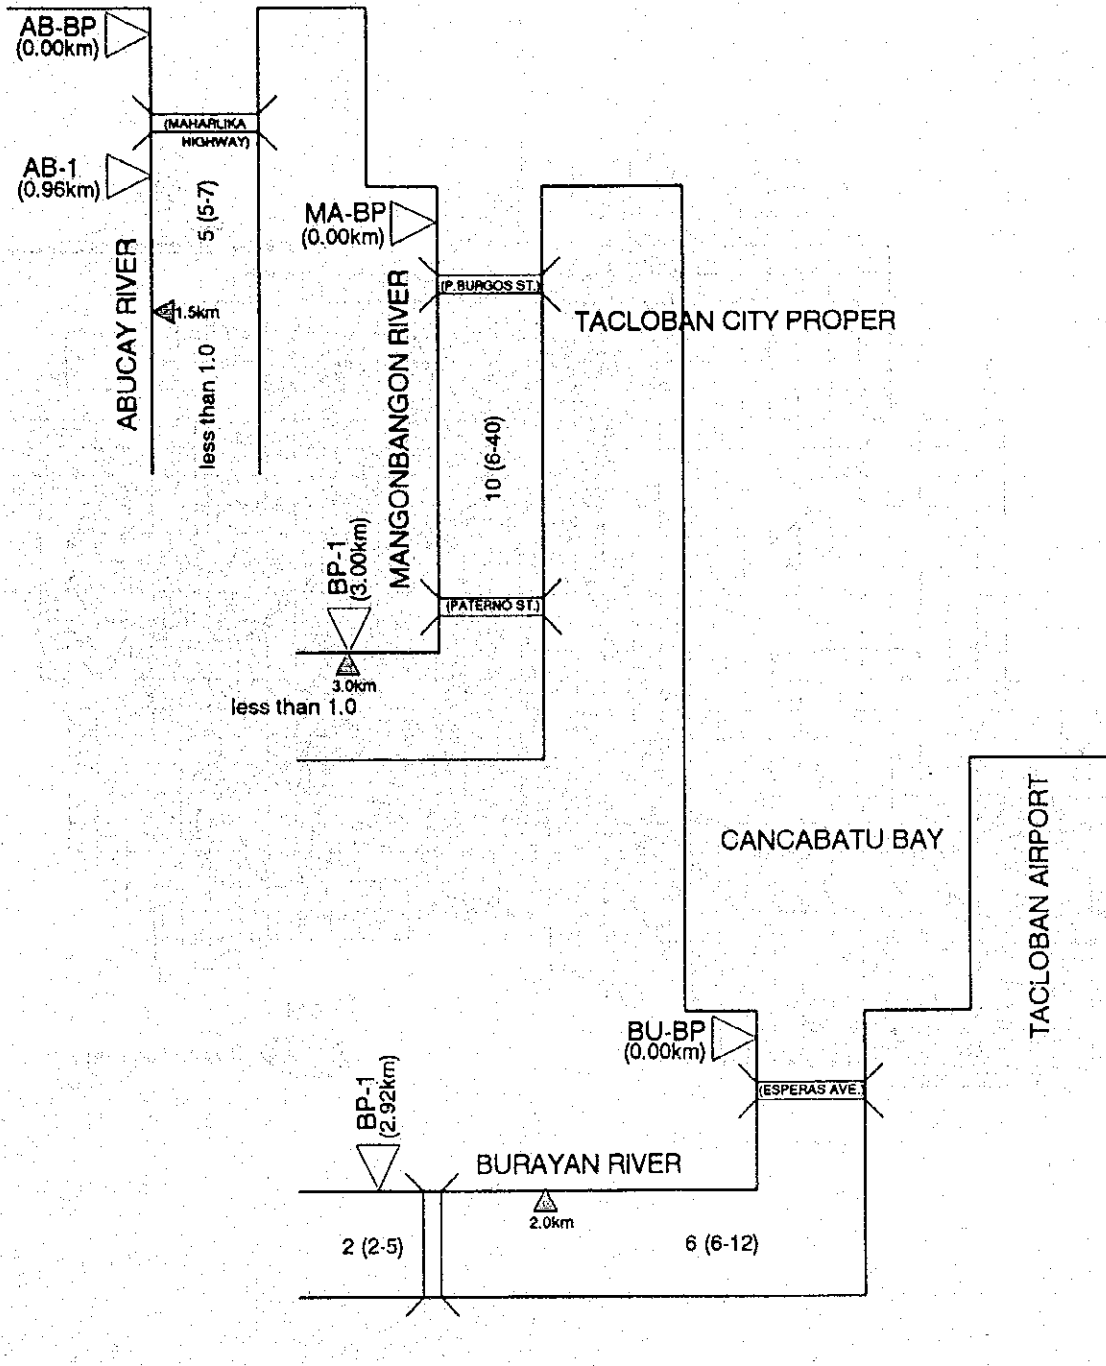 AB-BP
(0.00km)
(MAHARLIKA
HIGHWAY)
AB-1
(0.96km)
5 (5-7)
ABUCAY RIVER
1.5km
less than 1.0
MA-BP
(0.00km)
(P.BURGOS ST.)
MANGONBANGON RIVER
TACLOBAN CITY PROPER
10 (6-40)
BP-1
(3.00km)
(PATERNO ST.)
3.0km
less than 1.0
CANCABATU BAY
TACLOBAN AIRPORT
BU-BP
(0.00km)
(ESPERAS AVE.)
BP-1
(2.92km)
BURAYAN RIVER
2.0km
2 (2-5)
6 (6-12)